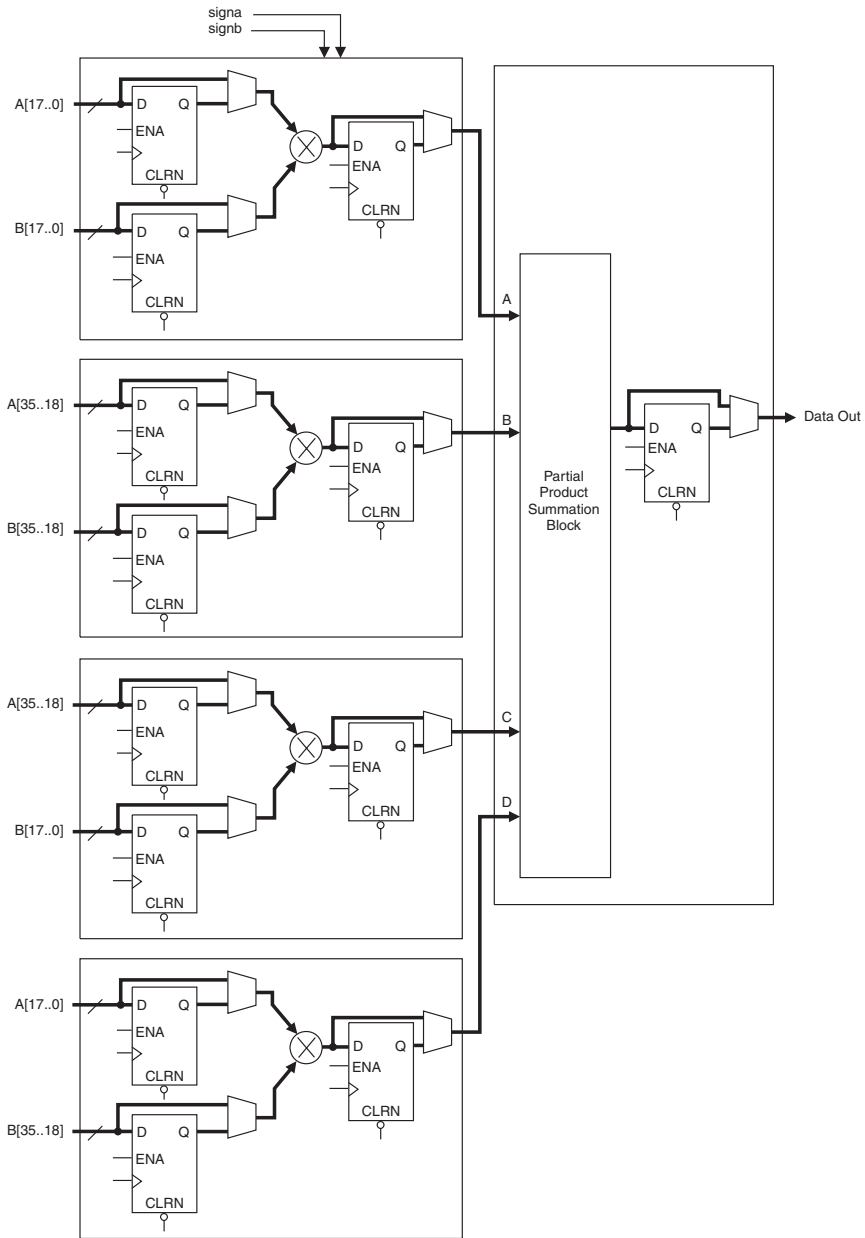 signa
signb
A[17..0]
D Q
ENA
CLRN
D Q
ENA
CLRN
B[17..0]
D Q
ENA
CLRN
A
A[35..18]
D Q
ENA
CLRN
D Q
ENA
CLRN
B[35..18]
D Q
ENA
CLRN
B
Partial
Product
Summation
Block
D Q
ENA
CLRN
Data Out
A[35..18]
D Q
ENA
CLRN
D Q
ENA
CLRN
B[17..0]
D Q
ENA
CLRN
C
D
A[17..0]
D Q
ENA
CLRN
D Q
ENA
CLRN
B[35..18]
D Q
ENA
CLRN